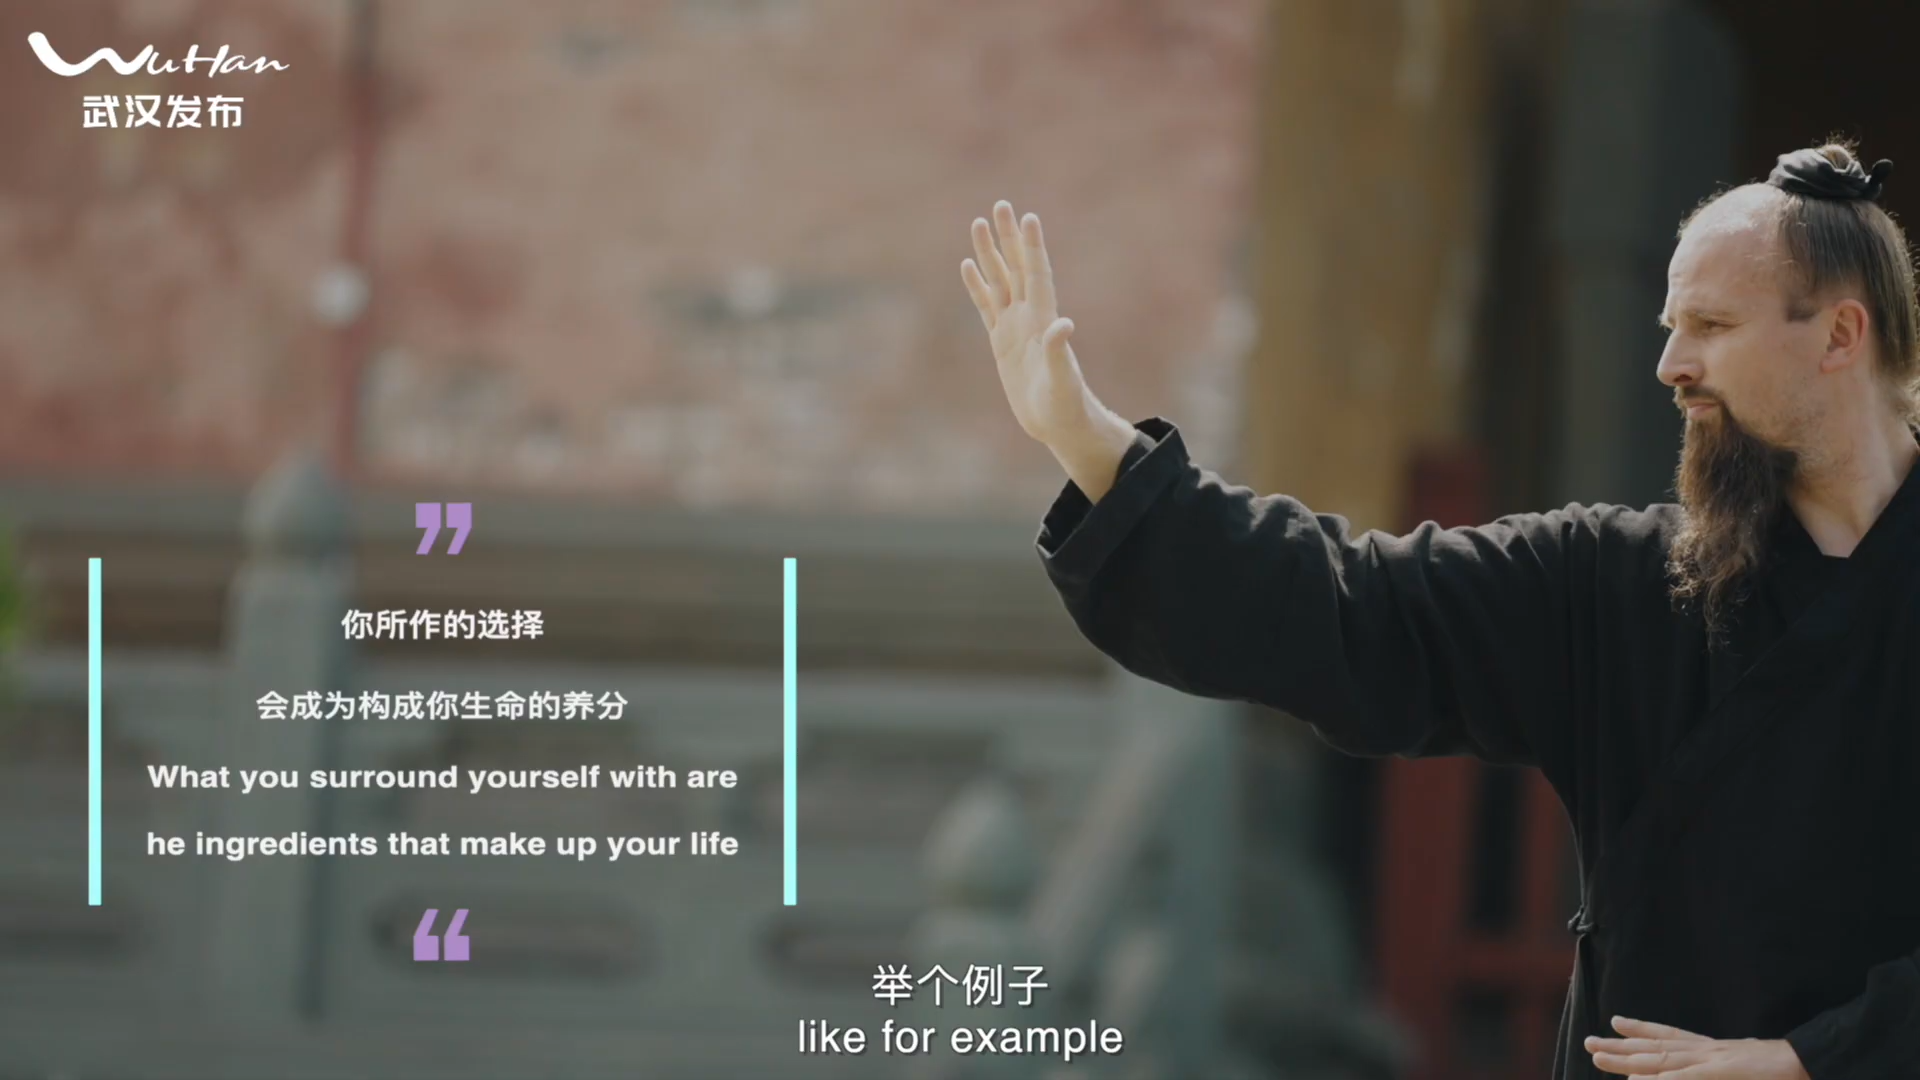 WuHan
武汉发布
”
你所作的选择
会成为构成你生命的养分
What you surround yourself with are
he ingredients that make up your life
“
举个例子
like for example